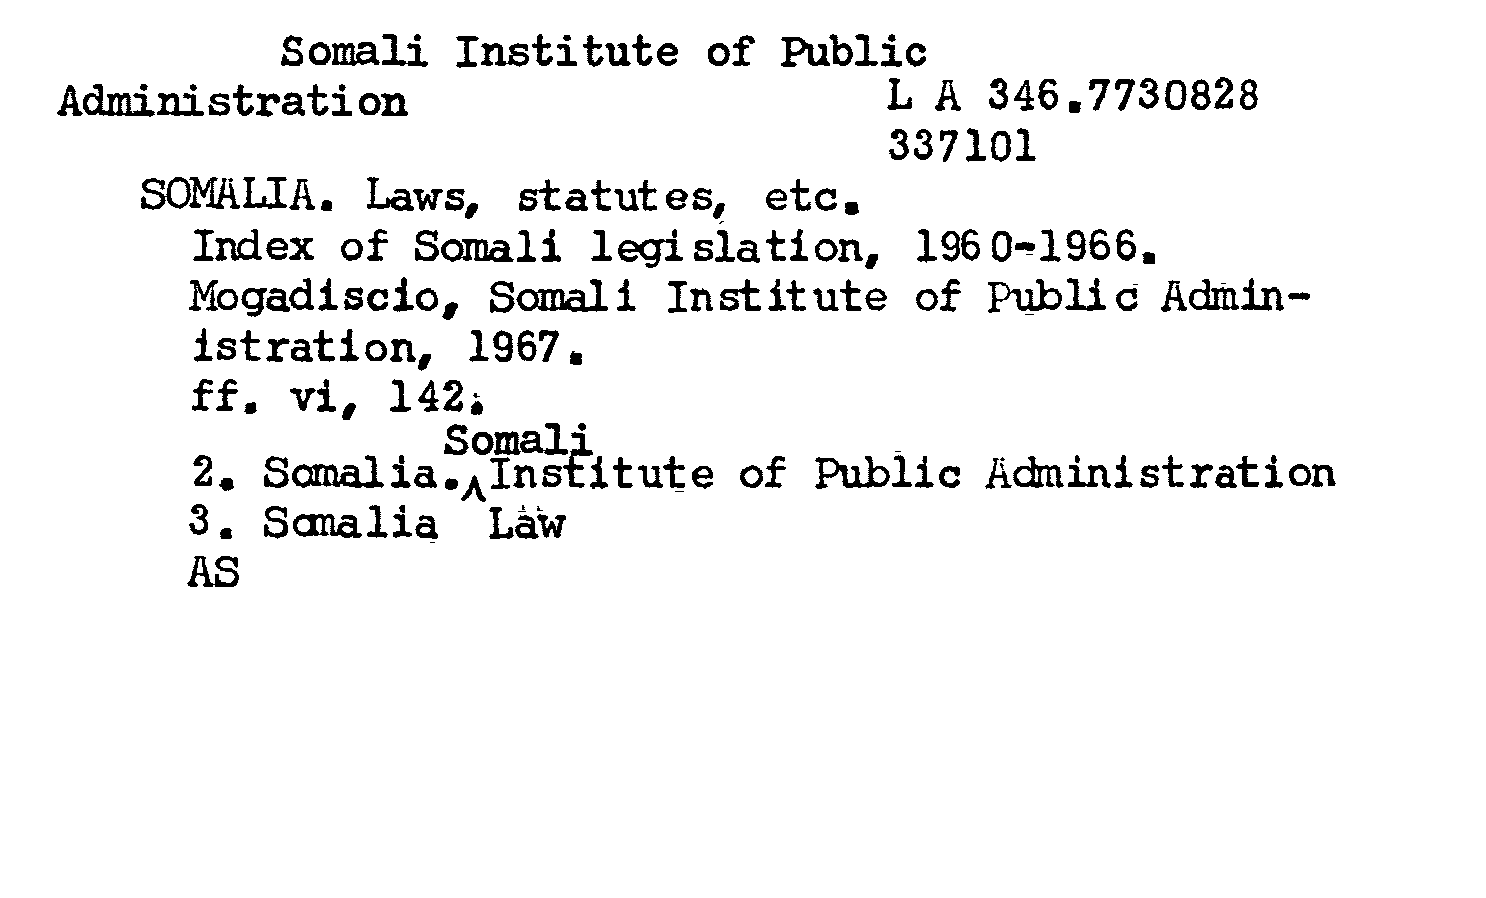 Somali Institute of Public
Administration
L A 346.7730828
337101
SOMALIA. Laws, statutes, etc.
Index of Somali legislation, 1960-1966.
Mogadiscio, Somali Institute of Public Admin-
istration, 1967.
ff. vi, 142.
Somali
2. Somalia.^Institute of Public Administration
3. Somalia Law
AS